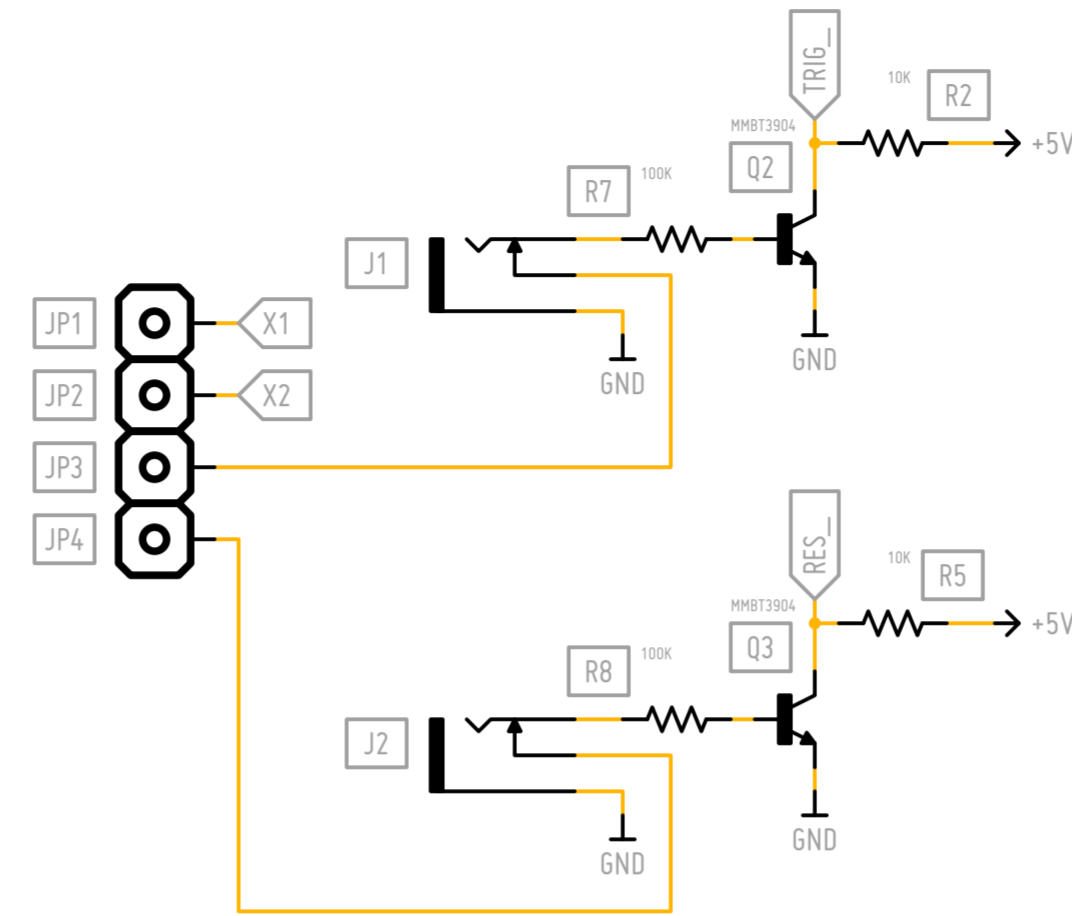 TRIG_
10K
R2
+5V
MMBT3904
Q2
R7
100K
J1
GND
GND
JP1
X1
JP2
X2
JP3
JP4
RES_
10K
R5
+5V
MMBT3904
Q3
R8
100K
J2
GND
GND